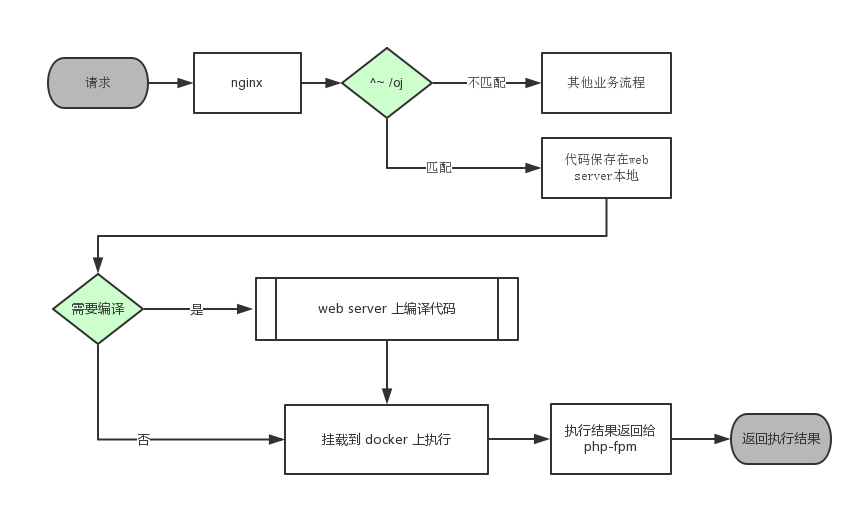 请求
nginx
^~ /oj
不匹配
其他业务流程
匹配
代码保存在web
server本地
需要编译
是
web server 上编译代码
否
挂载到 docker 上执行
执行结果返回给
php-fpm
返回执行结果